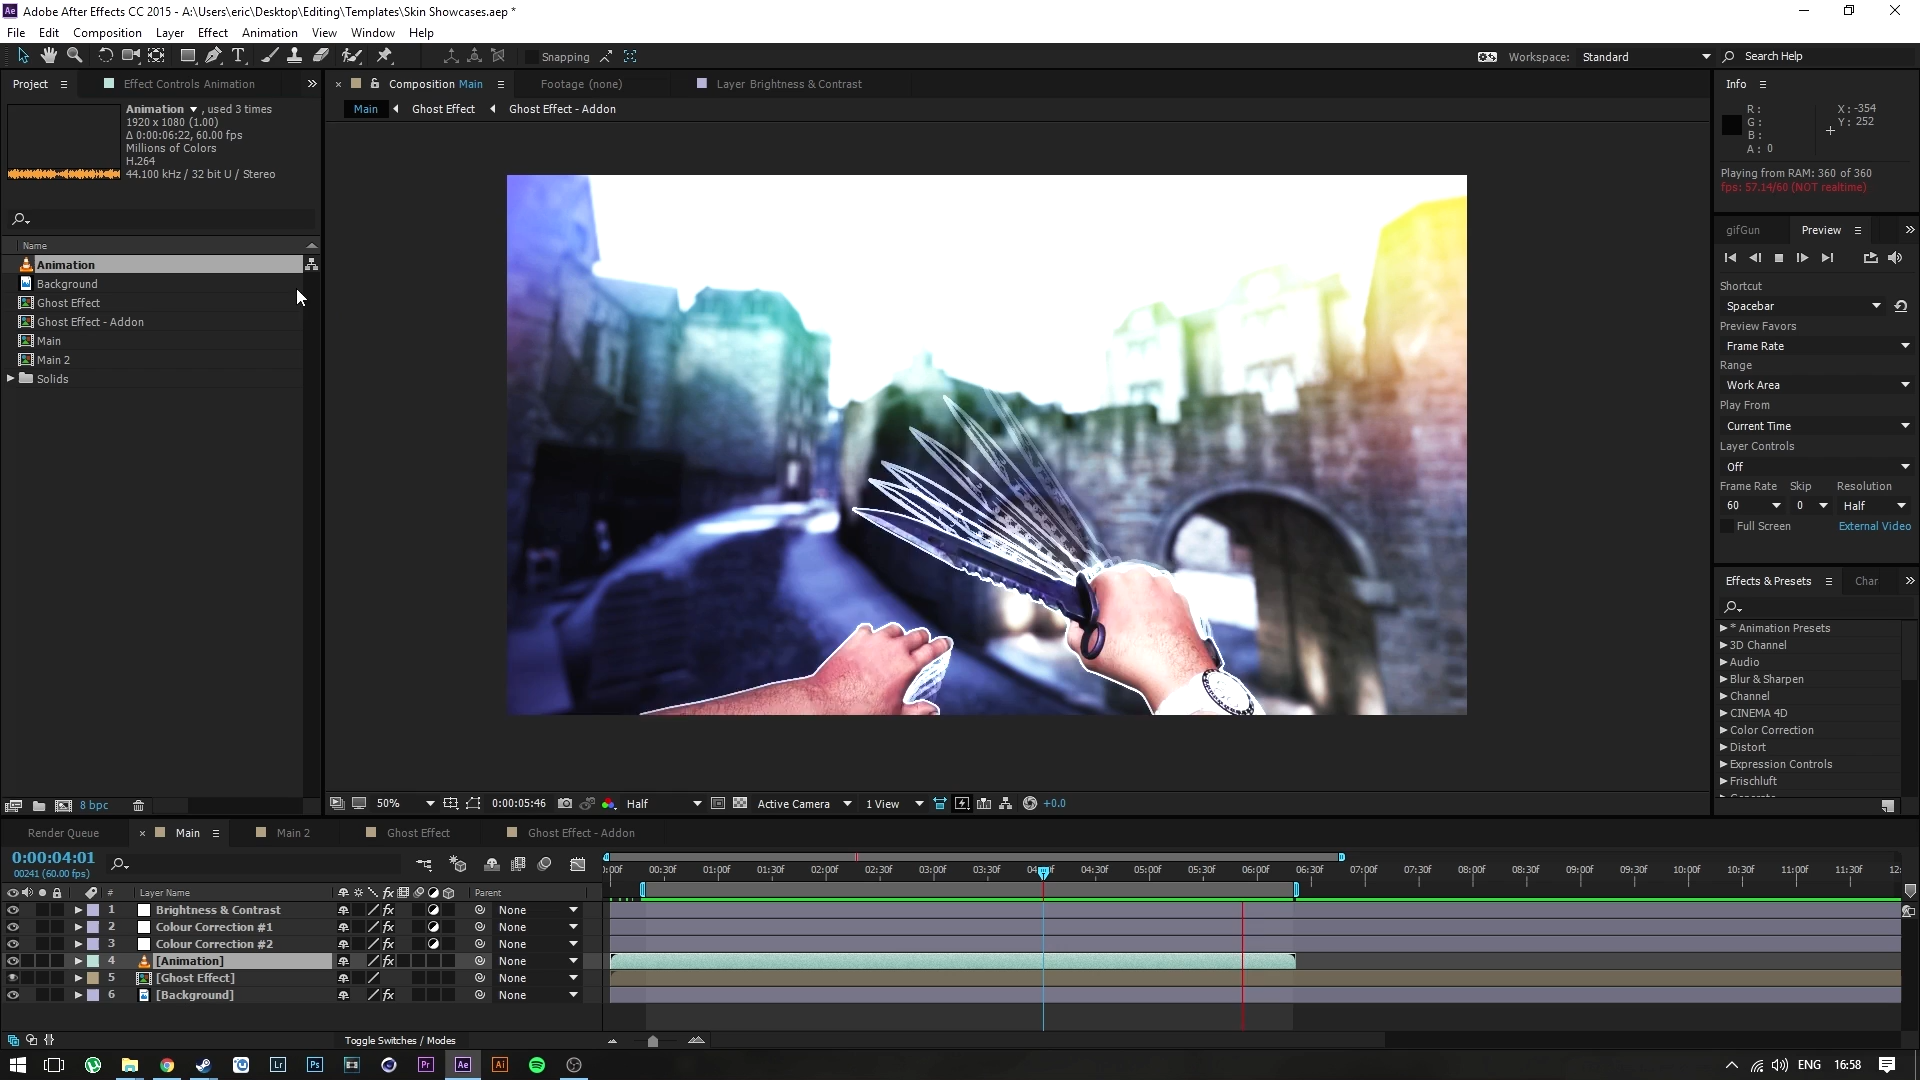 Adobe After Effects CC 2015 - A:\Users\eric\Desktop\Editing\Templates\Skin Showcases.aep *
File Edit Composition Layer Effect Animation View Window Help
Snapping
Workspace: Standard
Search Help
Project
Effect Controls Animation
Composition Main
Footage (none)
Layer Brightness & Contrast
Info
Main Ghost Effect Ghost Effect - Addon
Animation , used 3 times
1920 x 1080 (1.00)
Δ 0:00:06:22, 60.00 fps
Millions of Colors
H.264
44.100 kHz / 32 bit U / Stereo
R :
G :
B :
A : 0
X : -354
Y : 252
Playing from RAM: 360 of 360
fps: 57.14/60 (NOT realtime)
Name
Animation
Background
Ghost Effect
Ghost Effect - Addon
Main
Main 2
Solids
gifGun Preview
Shortcut
Spacebar
Preview Favors
Frame Rate
Range
Work Area
Play From
Current Time
Layer Controls
Off
Frame Rate Skip Resolution
60 0 Half
Full Screen External Video
Effects & Presets Char
* Animation Presets
3D Channel
Audio
Blur & Sharpen
Channel
CINEMA 4D
Color Correction
Distort
Expression Controls
Frischluft
8 bpc
50% 0:00:05:46 Half Active Camera 1 View +0.0
Render Queue Main Main 2 Ghost Effect Ghost Effect - Addon
0:00:04:01
00241 (60.00 fps)
:00f 00:30f 01:00f 01:30f 02:00f 02:30f 03:00f 03:30f 04:30f 05:00f 05:30f 06:00f 06:30f 07:00f 07:30f 08:00f 08:30f 09:00f 09:30f 10:00f 10:30f 11:00f 11:30f
# Layer Name Parent
1 Brightness & Contrast None
2 Colour Correction #1 None
3 Colour Correction #2 None
4 [Animation] None
5 [Ghost Effect] None
6 [Background] None
Toggle Switches / Modes
Lr Ps Pr Ae Ai
ENG 16:58